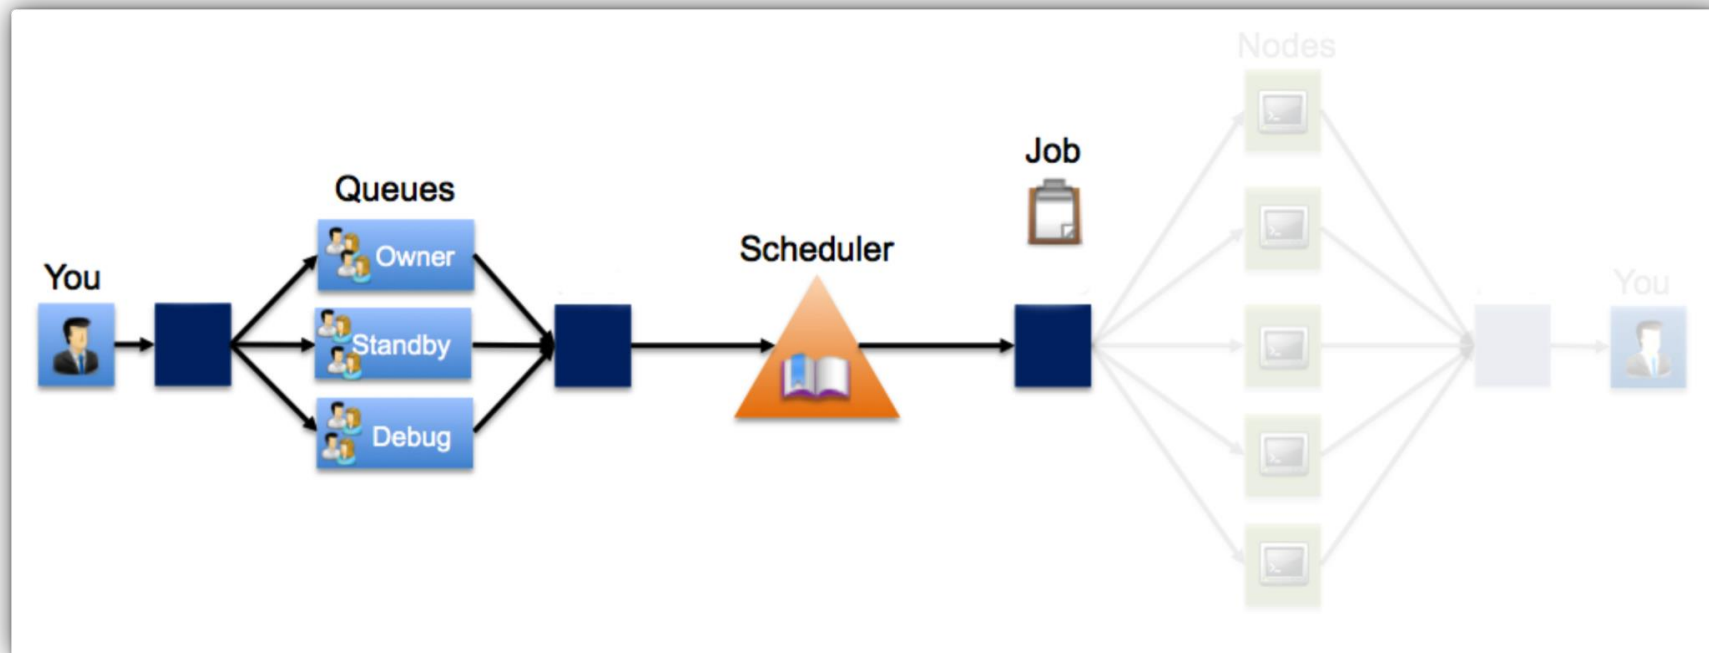 You
Queues
Owner
Standby
Debug
Scheduler
Job
Nodes
You